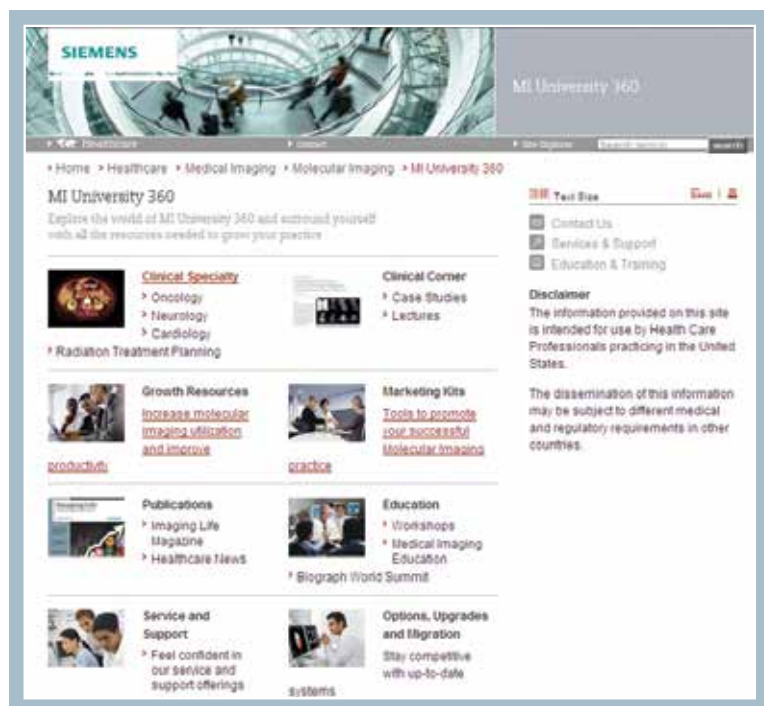 SIEMENS
MI University 360
Healthcare
Contact
Site Explorer
search
Home Healthcare Medical Imaging Molecular Imaging MI University 360
MI University 360
Explore the world of MI University 360 and surround yourself
with all the resources needed to grow your practice
Clinical Specialty
Oncology
Neurology
Cardiology
Radiation Treatment Planning
Clinical Corner
Case Studies
Lectures
Growth Resources
Increase molecular
imaging utilization
and improve
productivity
Marketing Kits
Tools to promote
your successful
Molecular Imaging
practice
Publications
Imaging Life
Magazine
Healthcare News
Education
Workshops
Medical Imaging
Education
Biograph World Summit
Service and
Support
Feel confident in
our service and
support offerings
Options, Upgrades
and Migration
Stay competitive
with up-to-date
systems
Text Size
Contact Us
Services & Support
Education & Training
Disclaimer
The information provided on this site
is intended for use by Health Care
Professionals practicing in the United
States.
The dissemination of this information
may be subject to different medical
and regulatory requirements in other
countries.